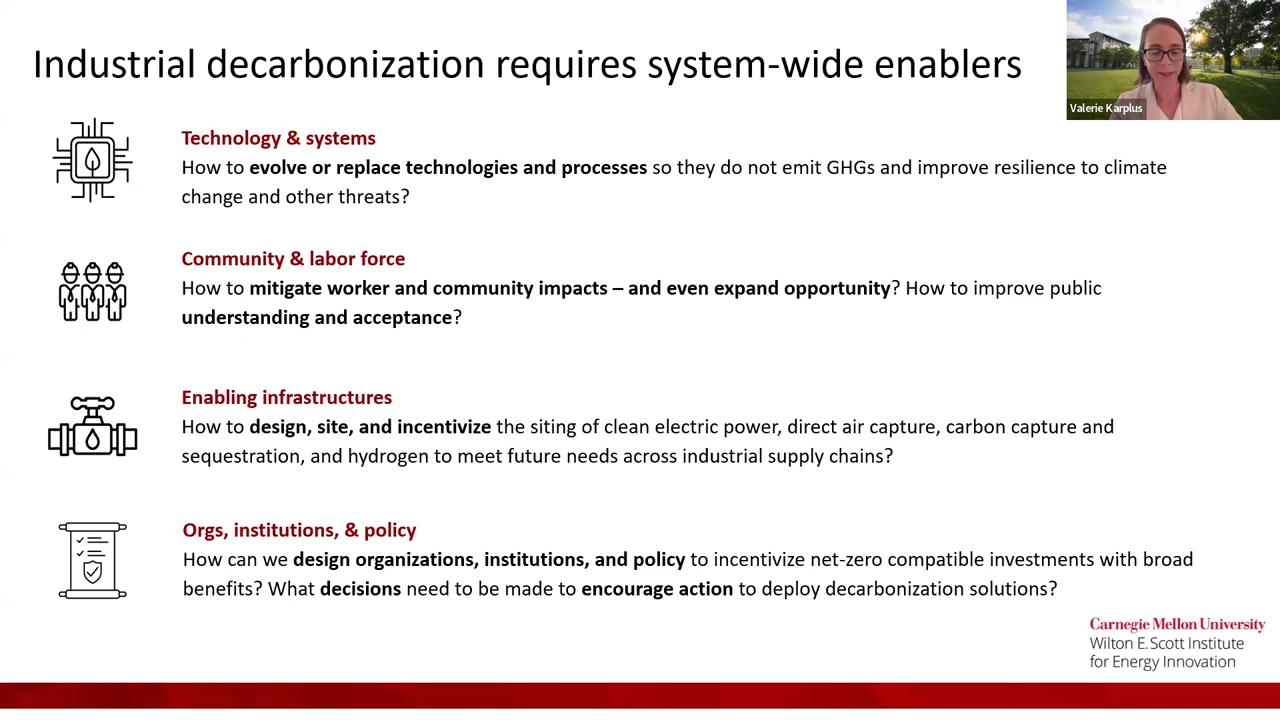 Industrial decarbonization requires system-wide enablers
Valerie Karplus
Technology & systems
How to evolve or replace technologies and processes so they do not emit GHGs and improve resilience to climate
change and other threats?
Community & labor force
How to mitigate worker and community impacts – and even expand opportunity? How to improve public
understanding and acceptance?
Enabling infrastructures
How to design, site, and incentivize the siting of clean electric power, direct air capture, carbon capture and
sequestration, and hydrogen to meet future needs across industrial supply chains?
Orgs, institutions, & policy
How can we design organizations, institutions, and policy to incentivize net-zero compatible investments with broad
benefits? What decisions need to be made to encourage action to deploy decarbonization solutions?
Carnegie Mellon University
Wilton E. Scott Institute
for Energy Innovation